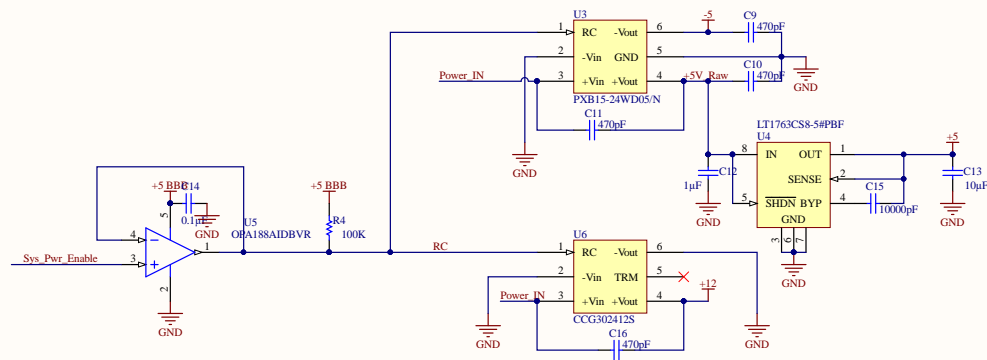 U3
1 RC -Vout 6
2 -Vin GND 5
3 +Vin +Vout 4
PXB15-24WD05/N
Power_IN
-5
C9
470pF
C10
470pF
GND
+5V_Raw
C11
470pF
GND
LT1763CS8-5#PBF
U4
8 IN OUT 1
SENSE 2
5 SHDN BYP 4
GND
3 6 7
GND
C12
1µF
GND
C15
10000pF
+5
C13
10µF
GND
+5 BBB
C14
0.1µF
GND
5
U5
OPA188AIDBVR
4
1
3
2
Sys_Pwr_Enable
GND
+5 BBB
R4
100K
RC
U6
1 RC -Vout 6
2 -Vin TRM 5
3 +Vin +Vout 4
CCG302412S
Power_IN
+12
GND
C16
470pF
GND